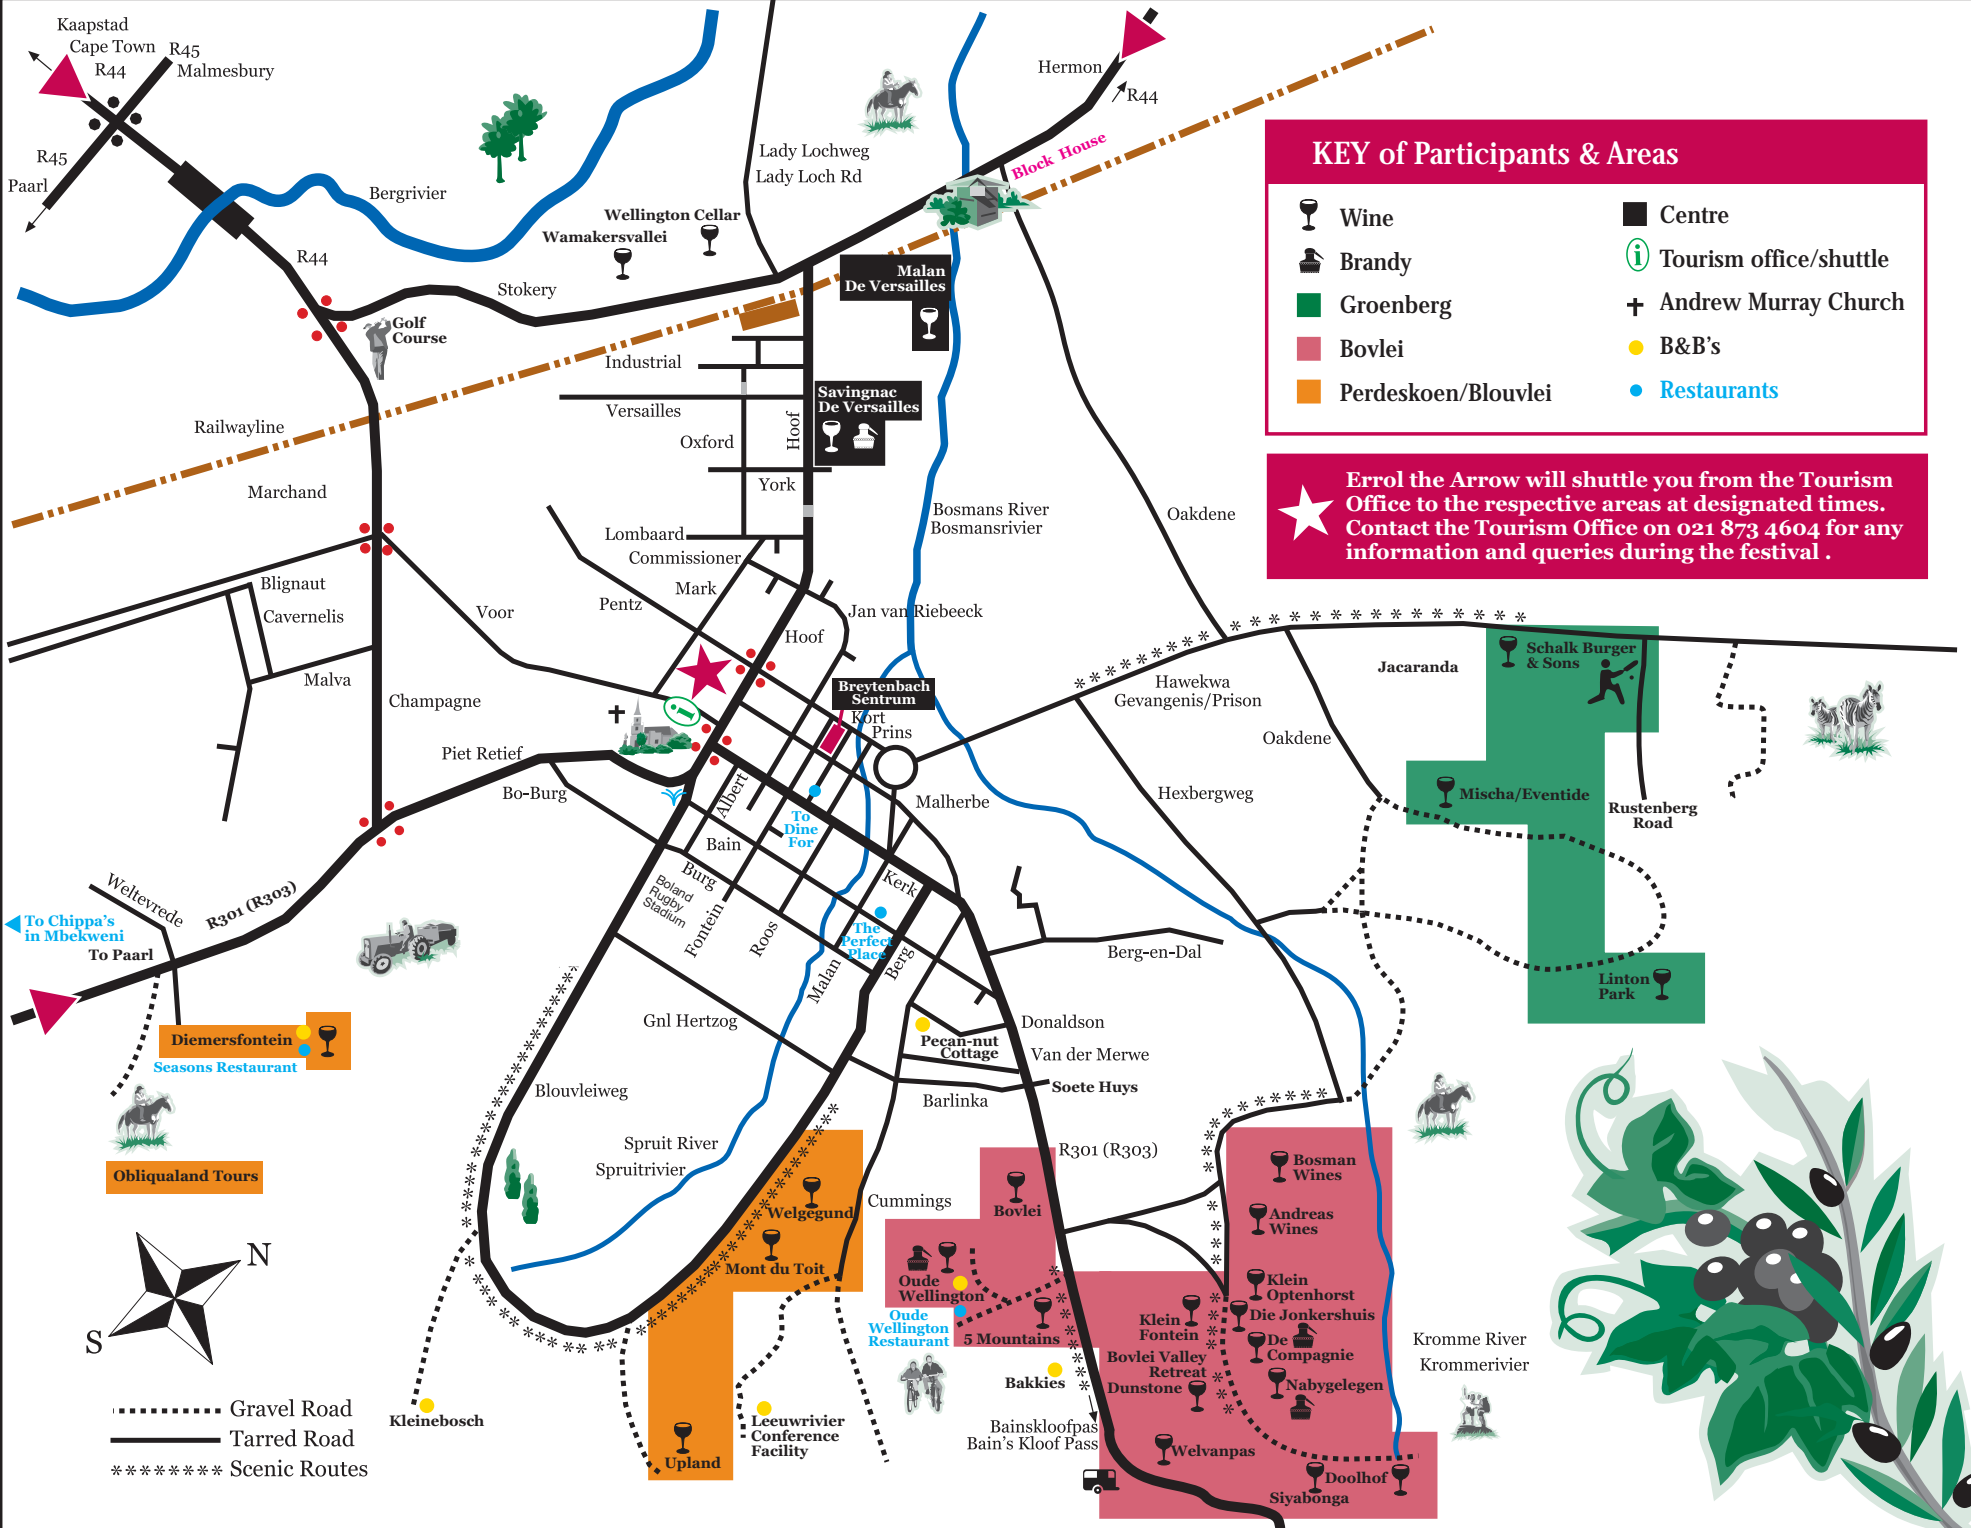 Kaapstad
Cape Town
R45
R44
Malmesbury
R45
Paarl
Bergrivier
R44
Wellington Cellar
Wamakersvallei
Stokery
Golf
Course
Lady Lochweg
Lady Loch Rd
Hermon
R44
Block House
KEY of Participants & Areas
Wine
Brandy
Groenberg
Bovlei
Perdeskoen/Blouvlei
Centre
i
Tourism office/shuttle
Andrew Murray Church
B&B's
Restaurants
Errol the Arrow will shuttle you from the Tourism
Office to the respective areas at designated times.
Contact the Tourism Office on 021 873 4604 for any
information and queries during the festival .
Malan
De Versailles
Savingnac
De Versailles
Industrial
Versailles
Oxford
Hoof
York
Lombaard
Commissioner
Mark
Pentz
Railwayline
Marchand
Blignaut
Cavernelis
Malva
Voor
Champagne
Piet Retief
Bo-Burg
Bosmans River
Bosmansrivier
Oakdene
Jan van Riebeeck
Hoof
i
Breytenbach
Sentrum
Kort
Prins
Hawekwa
Gevangenis/Prison
Jacaranda
Schalk Burger
& Sons
Oakdene
Mischa/Eventide
Rustenberg
Road
Linton
Park
Malherbe
Hexbergweg
Albert
To
Dine
For
Bain
Burg
Boland
Rugby
Stadium
Fontein
Roos
Malan
Kerk
The
Perfect
Place
Berg
Berg-en-Dal
Weltevrede
R301 (R303)
To Chippa's
in Mbekweni
To Paarl
Diemersfontein
Seasons Restaurant
Obliqualand Tours
Gnl Hertzog
Blouvleiweg
Pecan-nut
Cottage
Donaldson
Van der Merwe
Soete Huys
Barlinka
R301 (R303)
Spruit River
Spruitrivier
Cummings
Welgegund
Mont du Toit
Upland
Leeuwrivier
Conference
Facility
Kleinebosch
Bovlei
Oude
Wellington
Oude
Wellington
Restaurant
5 Mountains
Bakkies
Bainskloofpas
Bain's Kloof Pass
Bosman
Wines
Andreas
Wines
Klein
Optenhorst
Die Jonkershuis
Klein
Fontein
De
Compagnie
Bovlei Valley
Retreat
Dunstone
Nabygelegen
Welvanpas
Doolhof
Siyabonga
Kromme River
Krommerivier
N
S
Gravel Road
Tarred Road
Scenic Routes